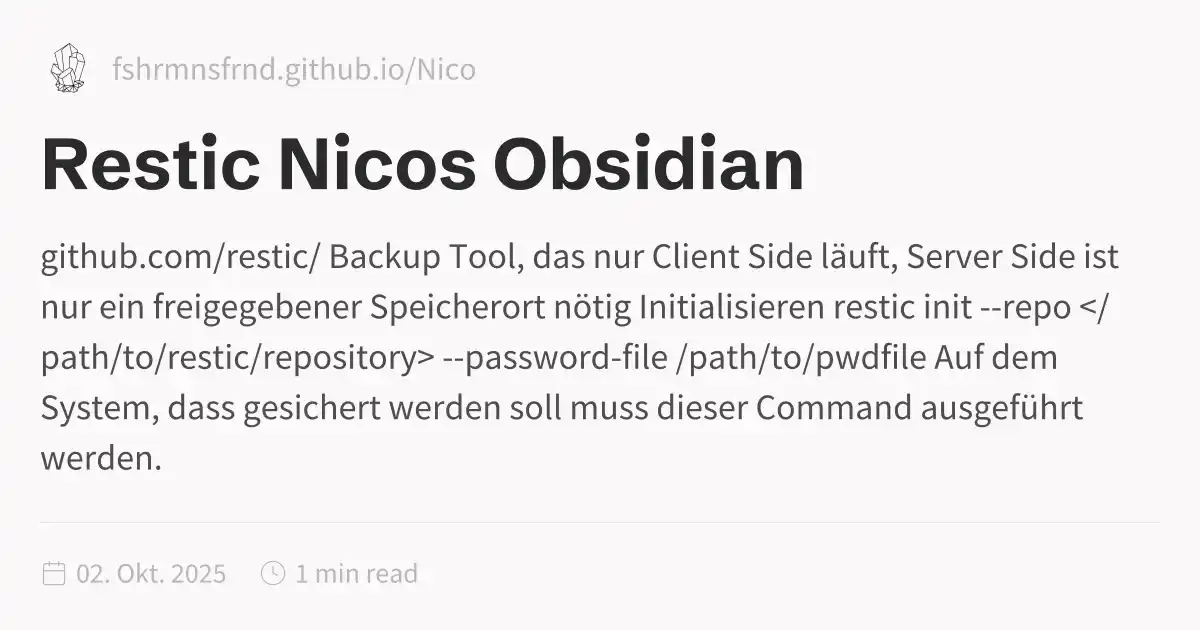 fshrmnsfrnd.github.io/Nico
Restic Nicos Obsidian
github.com/restic/ Backup Tool, das nur Client Side läuft, Server Side ist
nur ein freigegebener Speicherort nötig Initialisieren restic init --repo </
path/to/restic/repository> --password-file /path/to/pwdfile Auf dem
System, dass gesichert werden soll muss dieser Command ausgeführt
werden.
02. Okt. 2025
1 min read